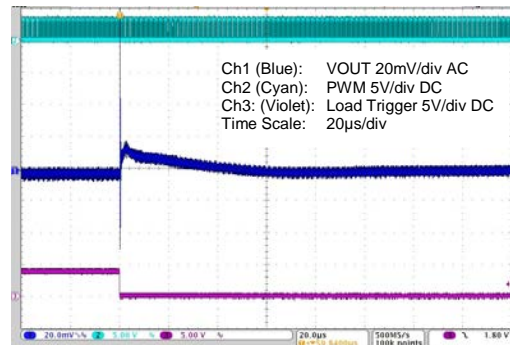 Ch1 (Blue): VOUT 20mV/div AC
Ch2 (Cyan): PWM 5V/div DC
Ch3: (Violet): Load Trigger 5V/div DC
Time Scale: 20µs/div
20.0mV 5.00 V 5.00 V 20.0µs 500MS/s 1.80 V
100k points